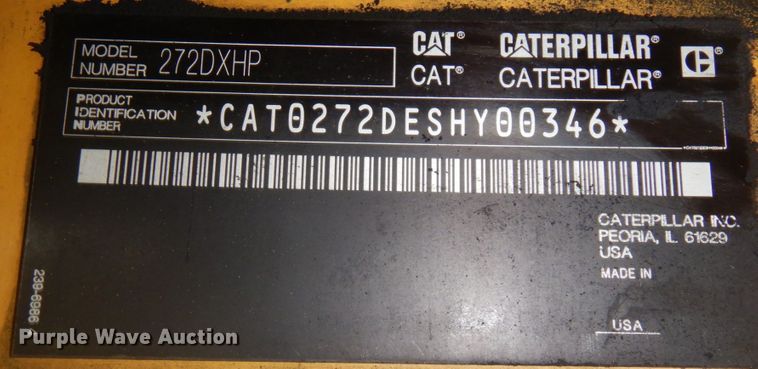 MODEL
NUMBER 272DXHP
CAT® CATERPILLAR®
CAT® CATERPILLAR®
PRODUCT
IDENTIFICATION
NUMBER *CAT0272DESHY00346*
CATERPILLAR INC.
PEORIA, IL 61629
USA
MADE IN
USA
239-6986
Purple Wave Auction